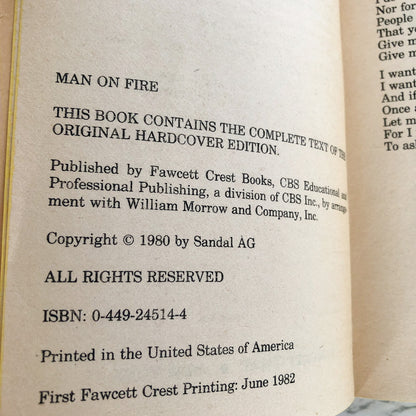 MAN ON FIRE
THIS BOOK CONTAINS THE COMPLETE TEXT OF THE
ORIGINAL HARDCOVER EDITION.
Published by Fawcett Crest Books, CBS Educational and
Professional Publishing, a division of CBS Inc., by arrange-
ment with William Morrow and Company, Inc.
Copyright © 1980 by Sandal AG
ALL RIGHTS RESERVED
ISBN: 0-449-24514-4
Printed in the United States of America
First Fawcett Crest Printing: June 1982
Nor for
People
That yo
Give m
Give m
I want
I want
And if
Once a
Let m
For I
To ask